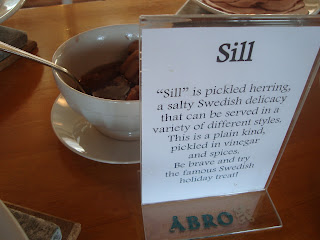 Sill
"Sill" is pickled herring,
a salty Swedish delicacy
that can be served in a
variety of different styles.
This is a plain kind,
pickled in vinegar
and spices.
Be brave and try
the famous Swedish
holiday treat!
ÅBRO